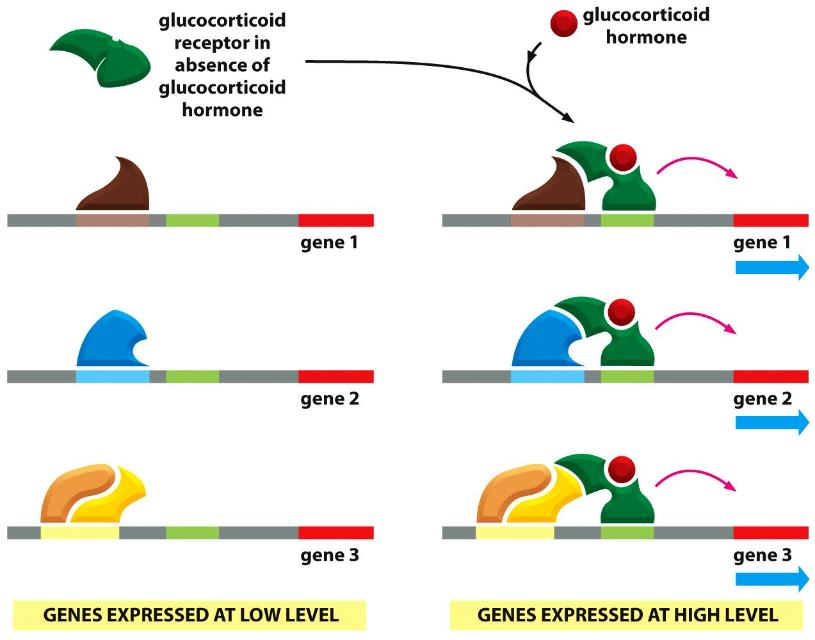 glucocorticoid
receptor in
absence of
glucocorticoid
hormone
glucocorticoid
hormone
gene 1
gene 1
gene 2
gene 2
gene 3
gene 3
GENES EXPRESSED AT LOW LEVEL
GENES EXPRESSED AT HIGH LEVEL